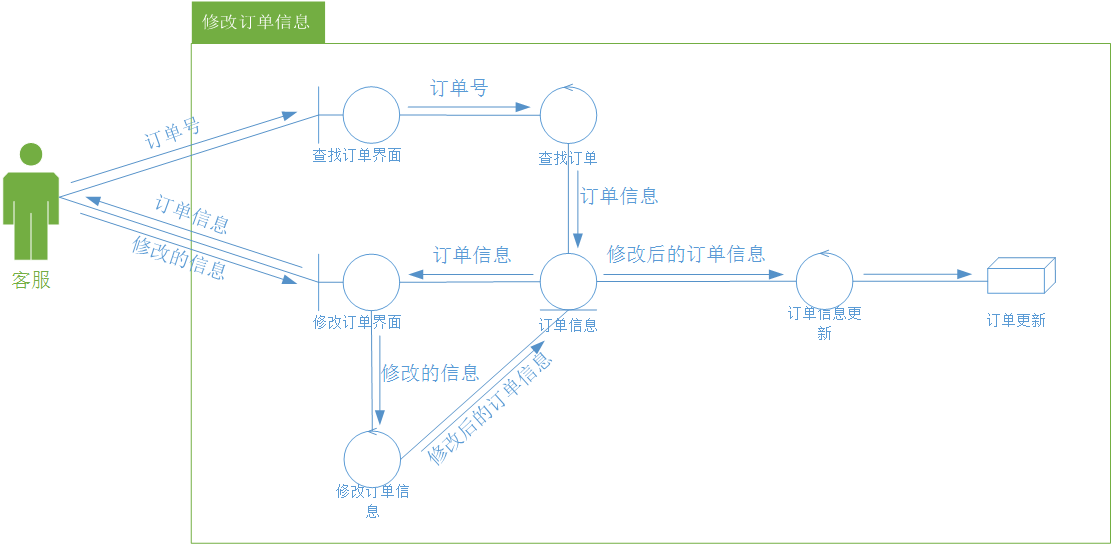 修改订单信息
订单号
订单号
查找订单界面
查找订单
订单信息
订单信息
修改的信息
客服
订单信息
修改后的订单信息
修改订单界面
订单信息
订单信息更
新
订单更新
修改的信息
修改后的订单信息
修改订单信
息